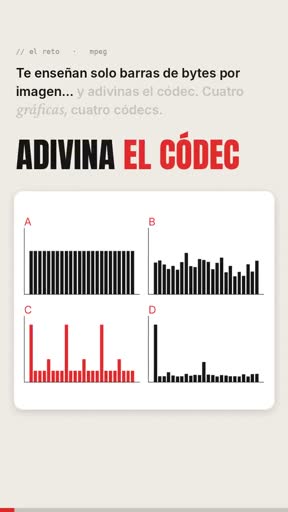 // el reto · mpeg
Te enseñan solo barras de bytes por
imagen... y adivinas el códec. Cuatro
gráficas, cuatro códecs.
ADIVINA EL CÓDEC
A
B
C
D